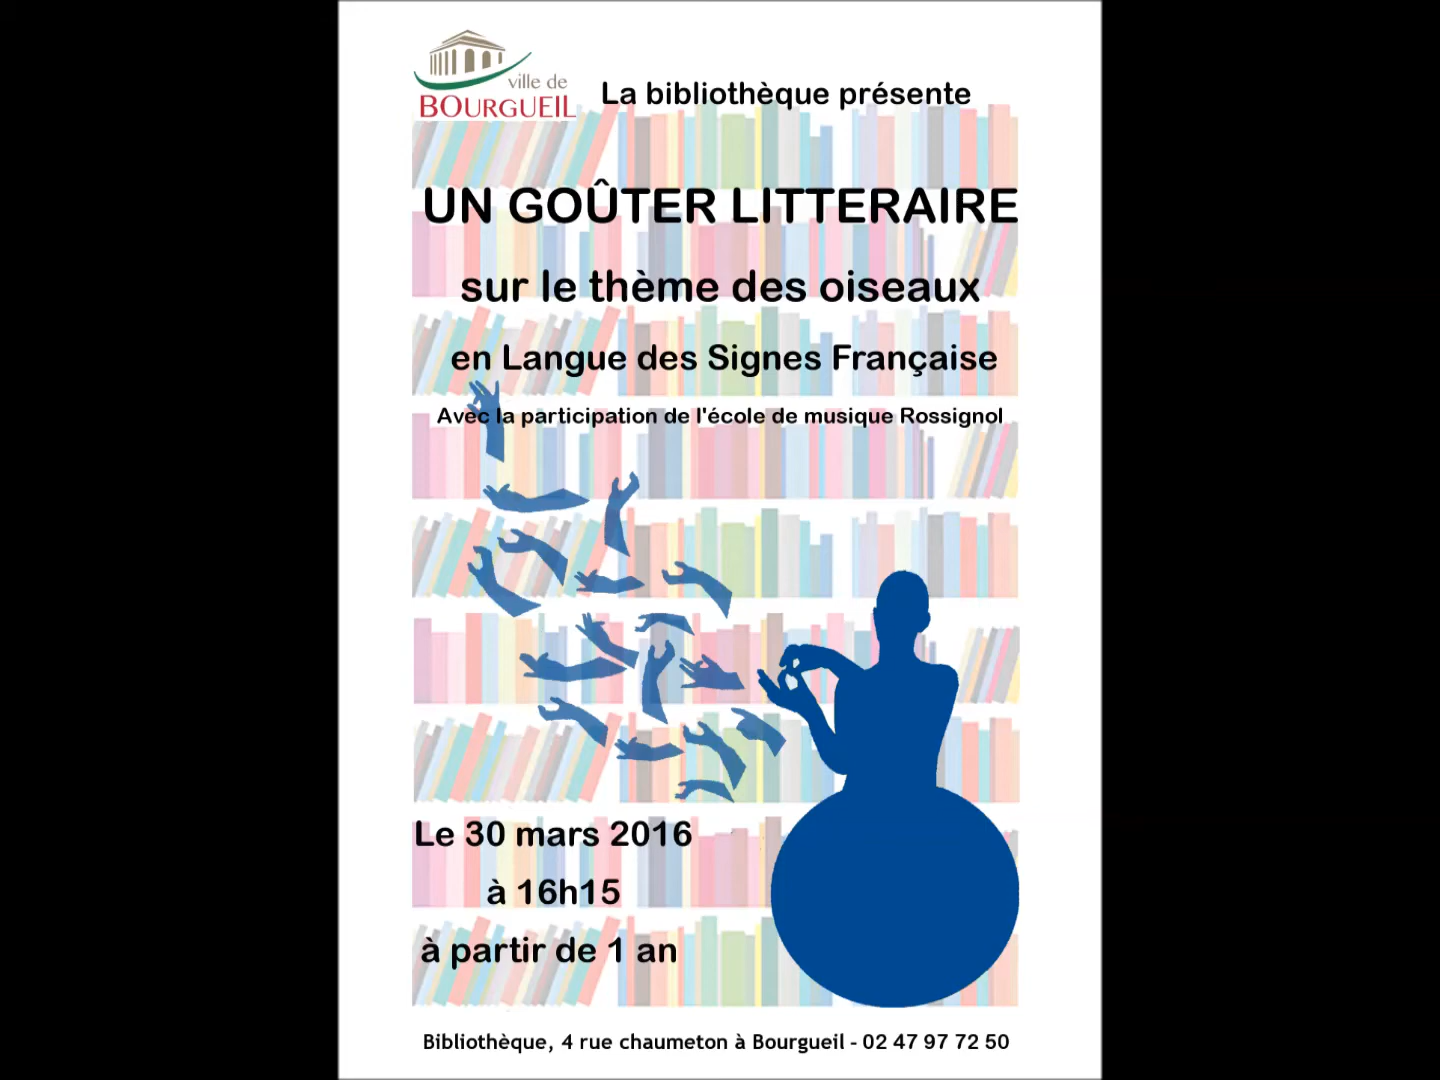 ville de
BOURGUEIL
La bibliothèque présente
UN GOÛTER LITTERAIRE
sur le thème des oiseaux
en Langue des Signes Française
Avec la participation de l'école de musique Rossignol
Le 30 mars 2016
à 16h15
à partir de 1 an
Bibliothèque, 4 rue chaumeton à Bourgueil - 02 47 97 72 50